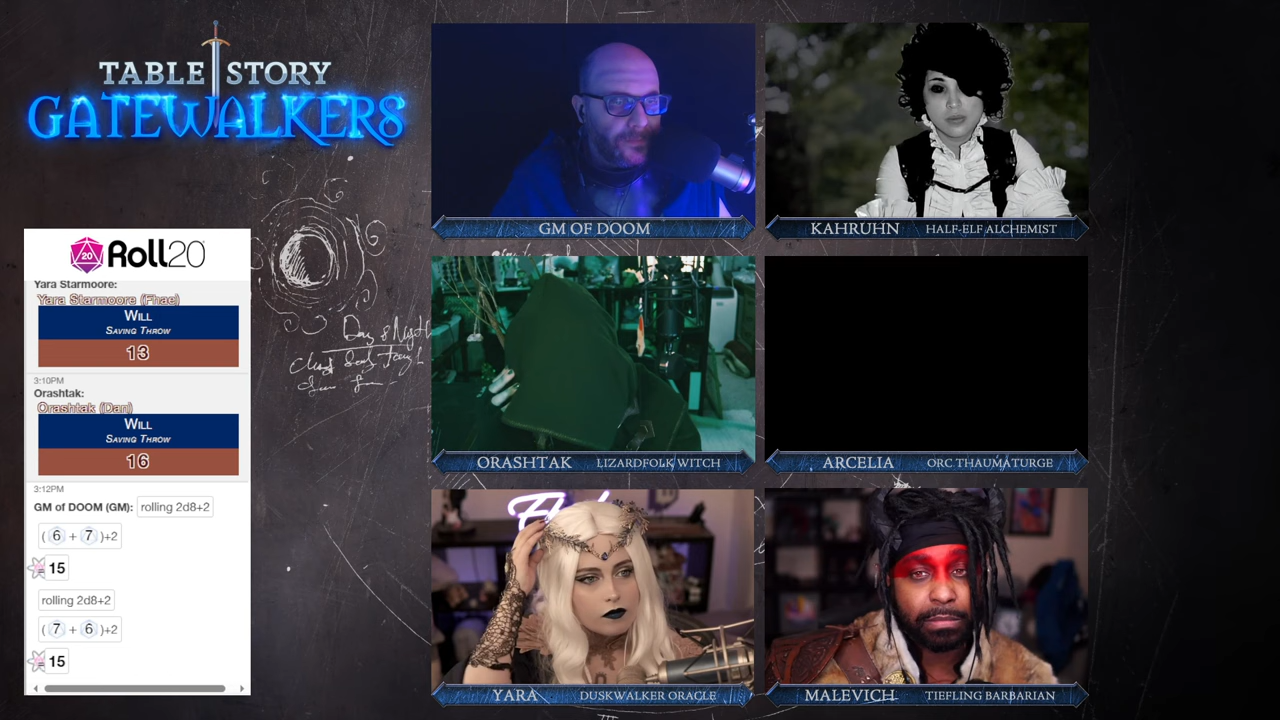 TABLE STORY
GATEWALKERS
Roll20
20
Yara Starmoore:
Yara Starmoore (Fhae)
WILL
SAVING THROW
13
3:10PM
Orashtak:
Orashtak (Dan)
WILL
SAVING THROW
16
3:12PM
GM of DOOM (GM): rolling 2d8+2
(6 + 7)+2
15
rolling 2d8+2
(7 + 6)+2
15
Day & Night
GM OF DOOM
KAHRUHN HALF-ELF ALCHEMIST
ORASHTAK LIZARDFOLK WITCH
ARCELIA ORC THAUMATURGE
YARA DUSKWALKER ORACLE
MALEVICH TIEFLING BARBARIAN